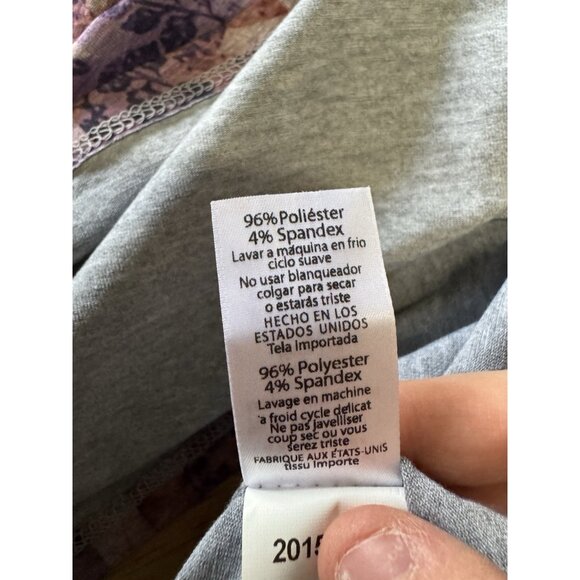 96% Poliéster
4% Spandex
Lavar a màquina en frio
ciclo suave
No usar blanqueador
colgar para secar
o estarás triste
HECHO EN LOS
ESTADOS UNIDOS
Tela Importada
96% Polyester
4% Spandex
Lavage en machine
a froid cycle delicat
Ne pas javelliser
coup sec ou vous
serez triste
FABRIQUE AUX ÉTATS-UNIS
tissu Importe
2015